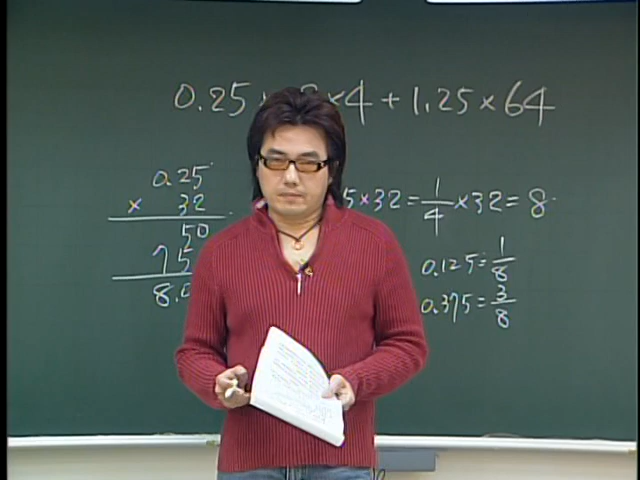 0.25 × ×4 + 1.25 × 64
0.25
× 32
50
75
8.0
5×32 = 1/4 ×32 = 8
0.125 = 1/8
0.375 = 3/8